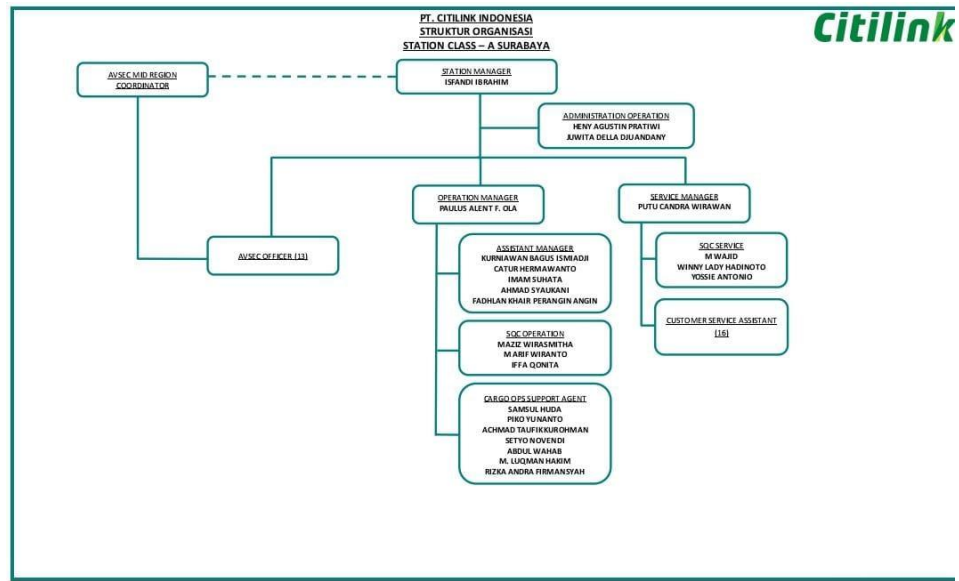 PT. CITILINK INDONESIA
STRUKTUR ORGANISASI
STATION CLASS – A SURABAYA
Citilink
AVSEC MID REGION
COORDINATOR
STATION MANAGER
ISFANDI IBRAHIM
ADMINISTRATION OPERATION
HENY AGUSTIN PRATIWI
JUWITA DELLA DJUANDANY
OPERATION MANAGER
PAULUS ALENT F. OLA
SERVICE MANAGER
PUTU CANDRA WIRAWAN
AVSEC OFFICER (13)
ASSISTANT MANAGER
KURNIAWAN BAGUS ISMIADJI
CATUR HERMAWANTO
IMAM SUHATA
AHMAD SYAUKANI
FADHLAN KHAIR PERANGIN ANGIN
SQC SERVICE
M WAJID
WINNY LADY HADINOTO
YOSSIE ANTONIO
CUSTOMER SERVICE ASSISTANT
(16)
SQC OPERATION
MAZIZ WIRASMITHA
M ARIF WIRANTO
IFFA QONITA
CARGO OPS SUPPORT AGENT
SAMSUL HUDA
PIKO YUNANTO
ACHMAD TAUFIKKUROHMAN
SETYO NOVENDI
ABDUL WAHAB
M. LUQMAN HAKIM
RIZKA ANDRA FIRMANSYAH